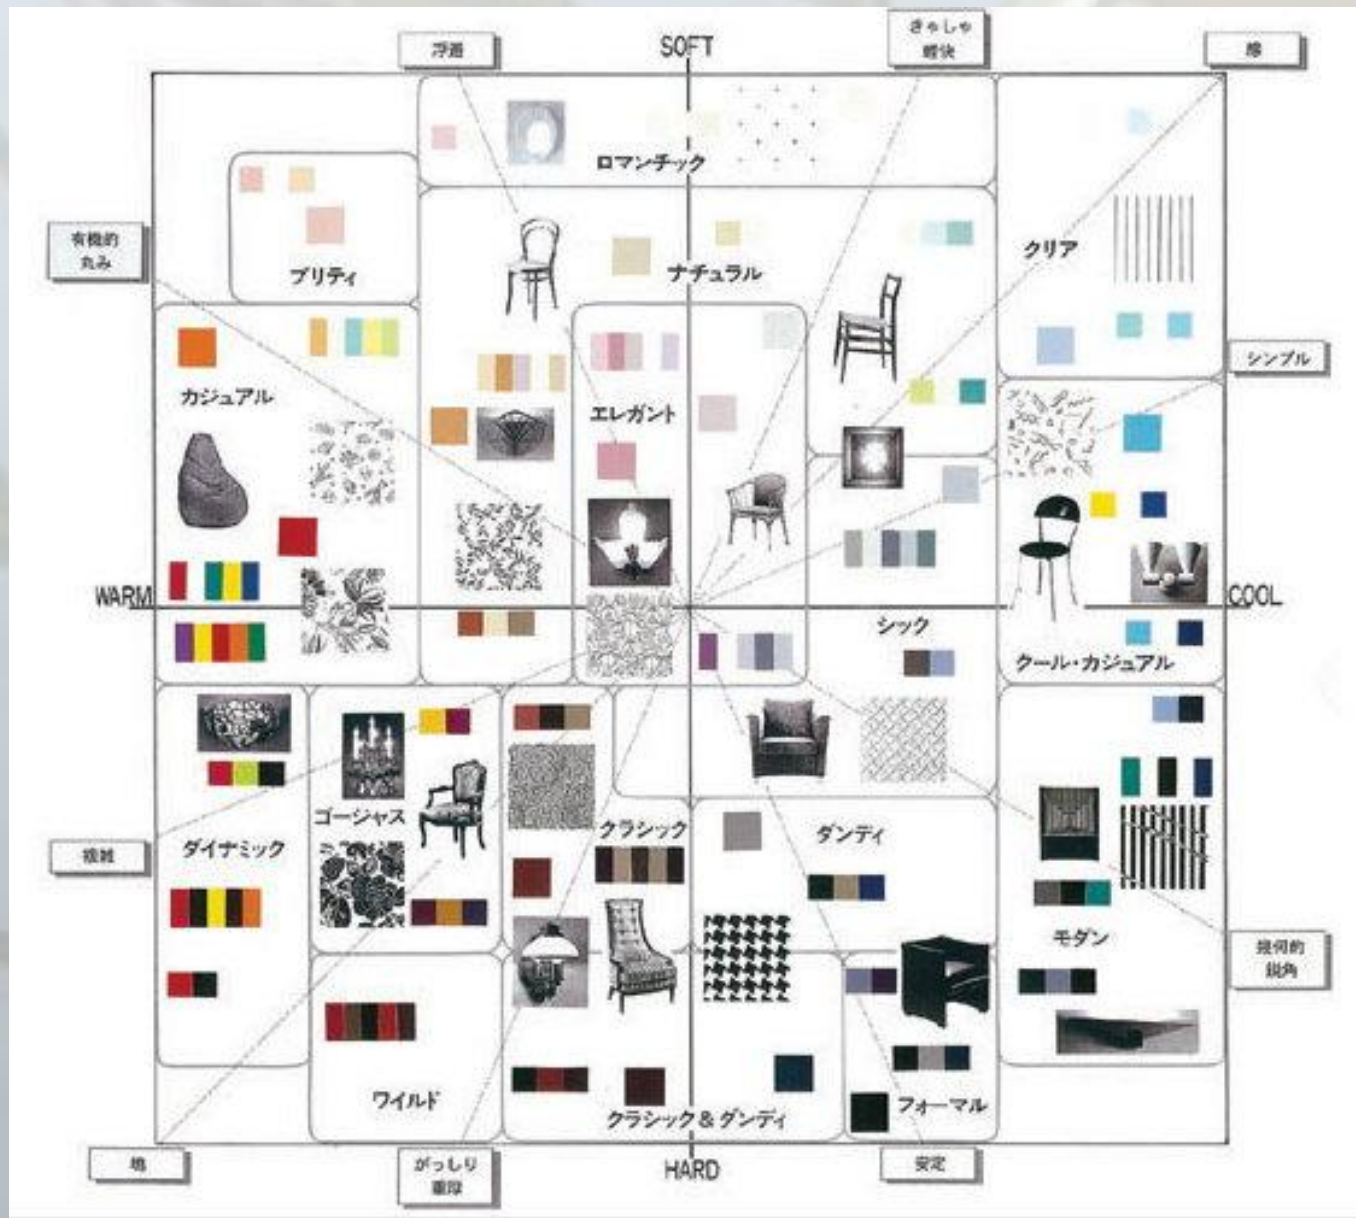 SOFT
きゃしゃ
軽快
線
浮遊
ロマンチック
有機的
丸み
プリティ
ナチュラル
クリア
シンプル
カジュアル
エレガント
WARM
COOL
シック
クール・カジュアル
ゴージャス
クラシック
ダンディ
複雑
ダイナミック
モダン
幾何的
鋭角
ワイルド
クラシック&ダンディ
フォーマル
地
がっしり
重厚
HARD
安定